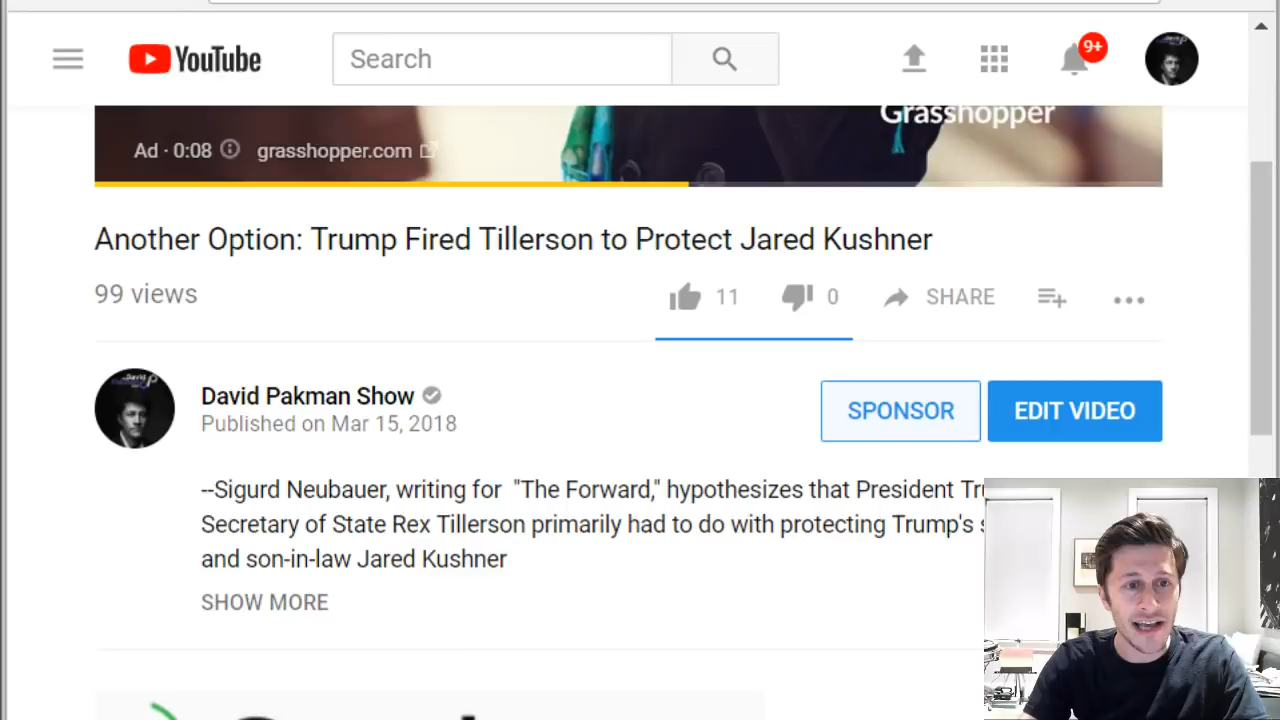 YouTube
Search
9+
Grasshopper
Ad · 0:08 grasshopper.com
Another Option: Trump Fired Tillerson to Protect Jared Kushner
99 views
11
0
SHARE
David Pakman Show
Published on Mar 15, 2018
SPONSOR
EDIT VIDEO
--Sigurd Neubauer, writing for "The Forward," hypothesizes that President
Secretary of State Rex Tillerson primarily had to do with protecting Trump's
and son-in-law Jared Kushner
SHOW MORE